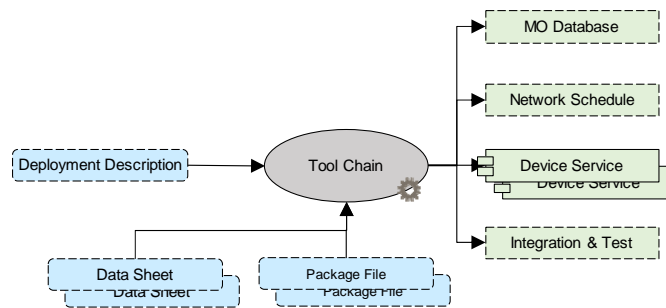 MO Database
Network Schedule
Deployment Description
Tool Chain
Device Service
Device Service
Integration & Test
Data Sheet
Data Sheet
Package File
Package File